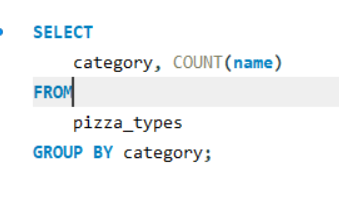 SELECT
category, COUNT(name)
FROM
pizza_types
GROUP BY category;